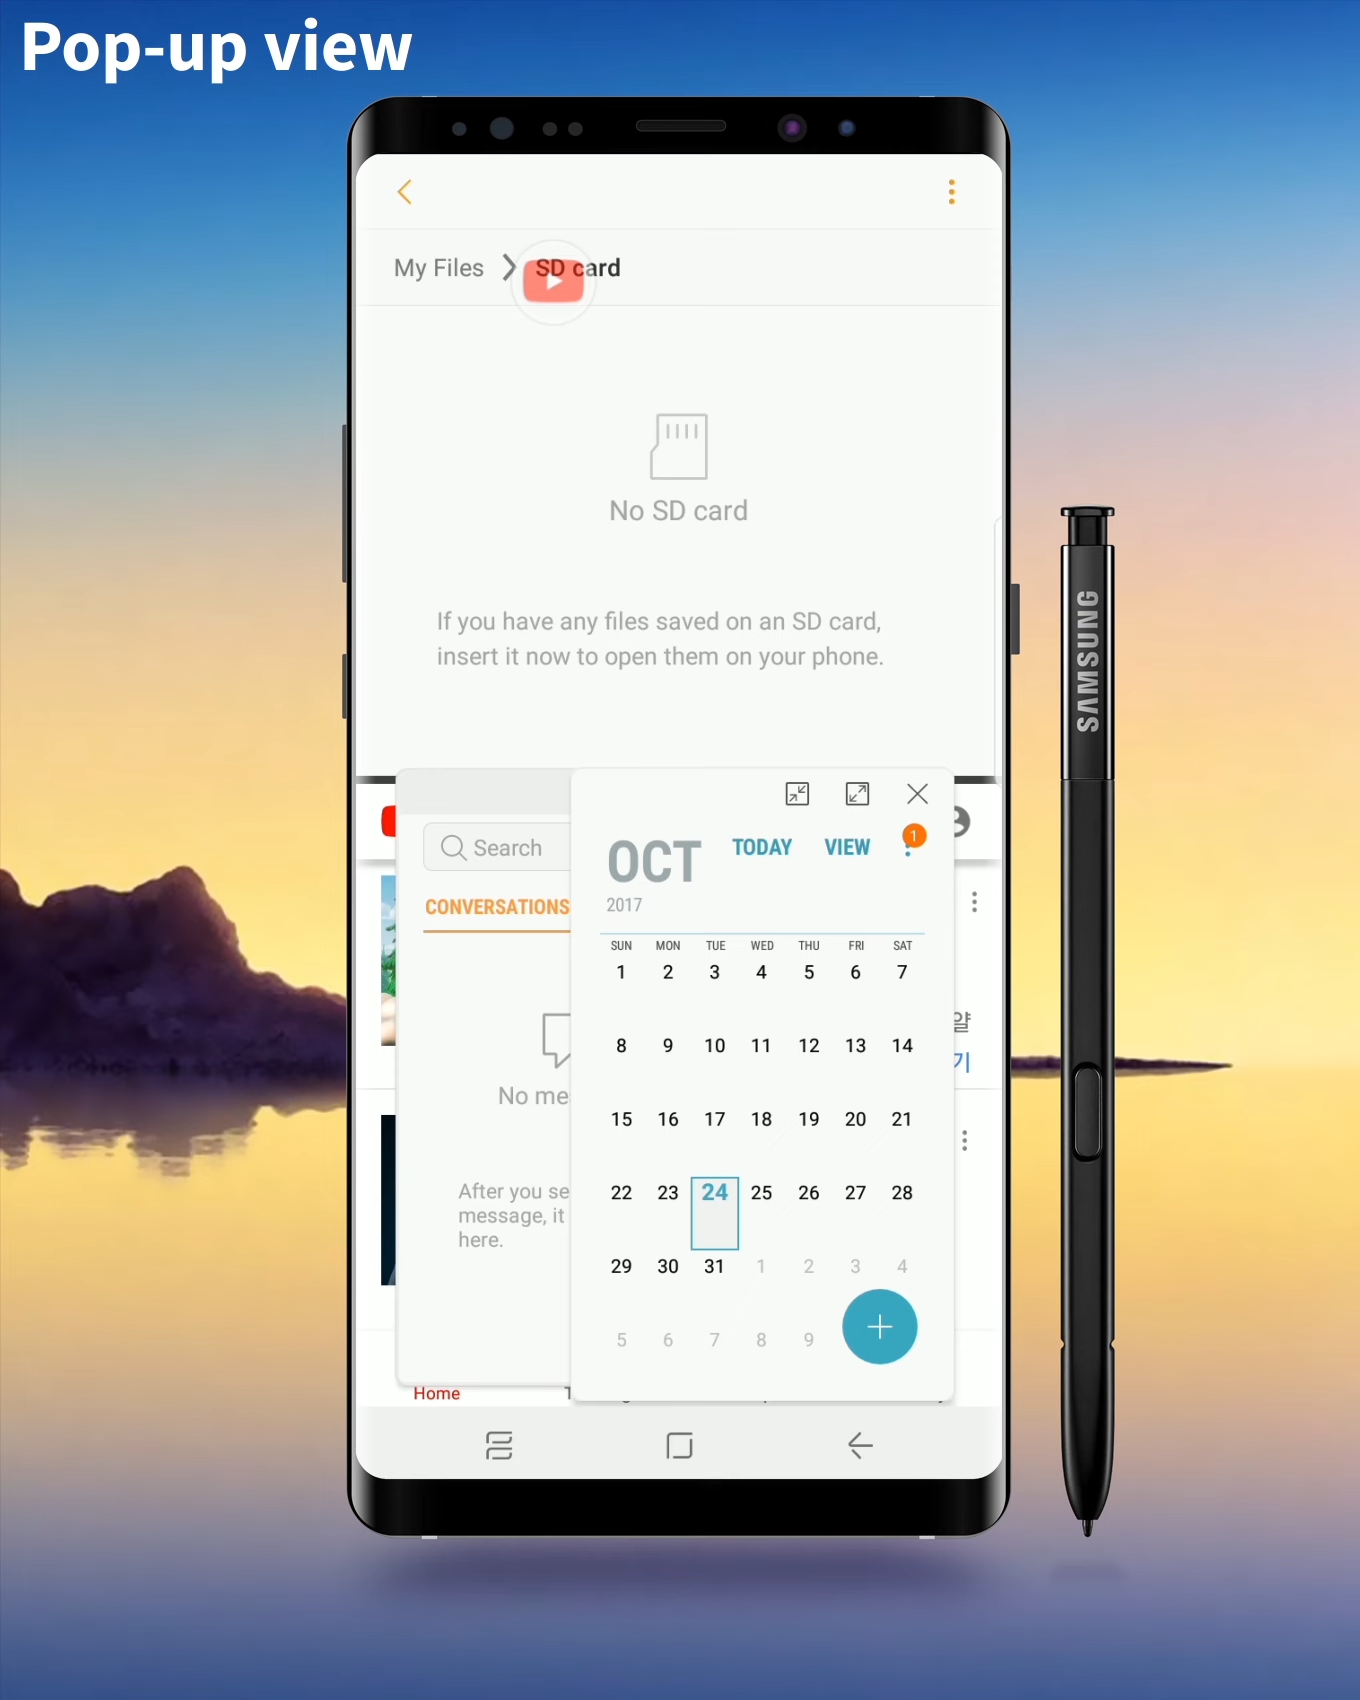 Pop-up view
My Files
SD card
No SD card
If you have any files saved on an SD card,
insert it now to open them on your phone.
Search
CONVERSATIONS
No me
After you se
message, it
here.
OCT
2017
TODAY
VIEW
1
SUN MON TUE WED THU FRI SAT
1 2 3 4 5 6 7
8 9 10 11 12 13 14
15 16 17 18 19 20 21
22 23 24 25 26 27 28
29 30 31 1 2 3 4
5 6 7 8 9
얄
기
Home
SAMSUNG